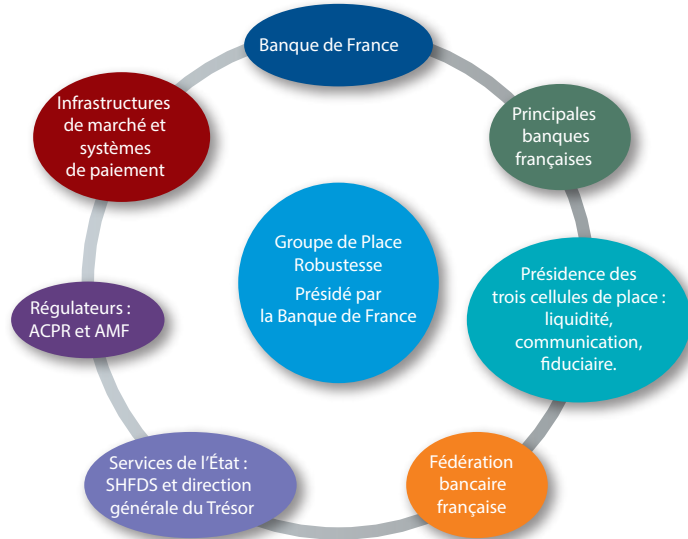 Banque de France
Infrastructures
de marché et
systèmes
de paiement
Principales
banques
françaises
Groupe de Place
Robustesse
Présidé par
la Banque de France
Présidence des
trois cellules de place :
liquidité,
communication,
fiduciaire.
Régulateurs :
ACPR et AMF
Services de l'État :
SHFDS et direction
générale du Trésor
Fédération
bancaire
française